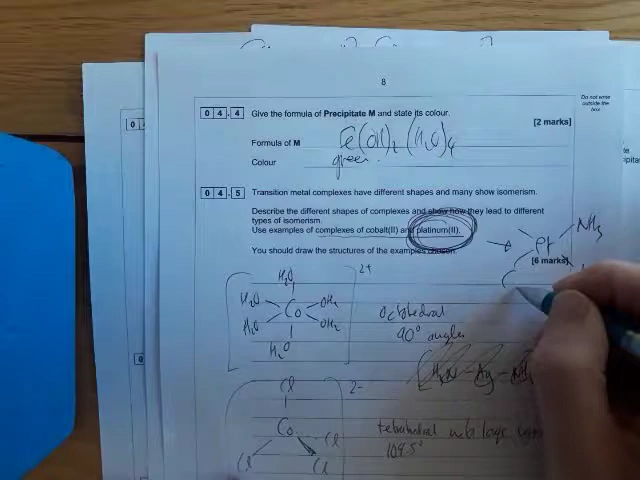 8
Do not write outside the box
0 4 . 4 Give the formula of Precipitate M and state its colour.
[2 marks]
Formula of M Fe(OH)2(H2O)4
Colour green.
0 4 . 5 Transition metal complexes have different shapes and many show isomerism.
Describe the different shapes of complexes and show how they lead to different
types of isomerism.
Use examples of complexes of cobalt(II) and platinum(II).
You should draw the structures of the examples chosen.
[6 marks]
→ Pt NH3
2+
H2O
H2O Co OH2
H2O OH2
H2O
octahedral
90° angles
2-
Cl
Co
Cl Cl Cl
tetrahedral
109.5°